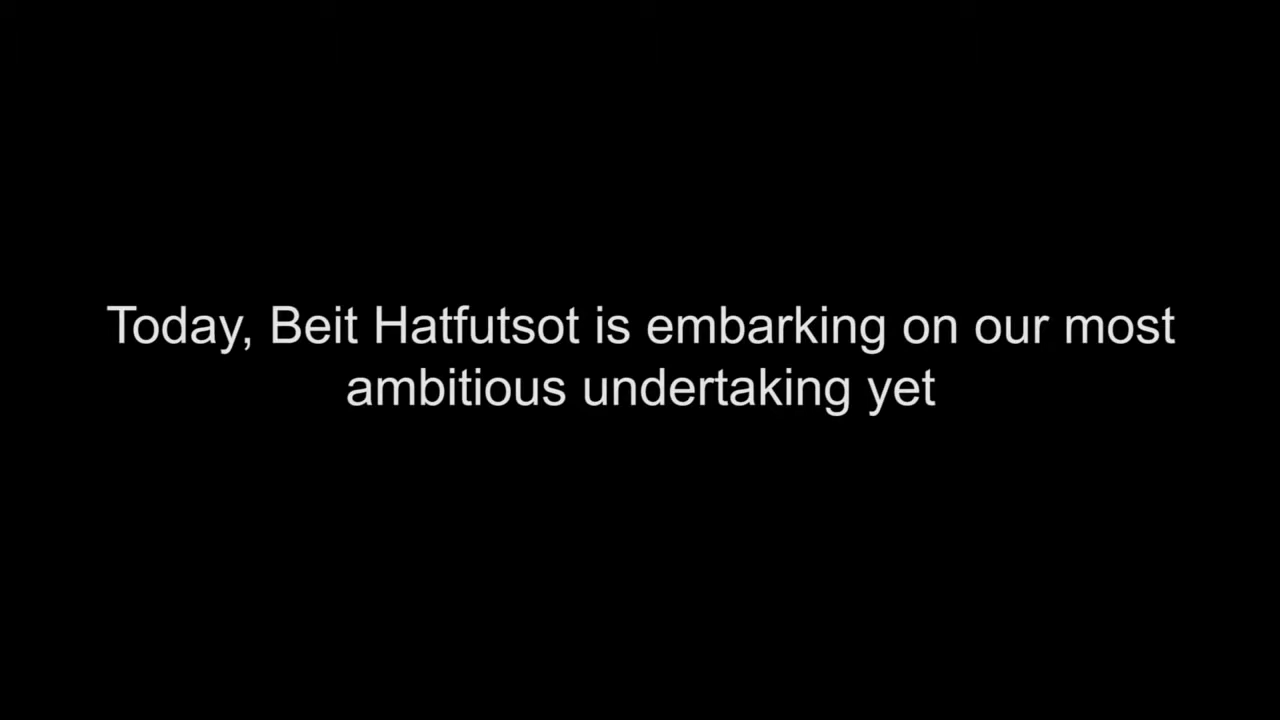 Today, Beit Hatfutsot is embarking on our most
ambitious undertaking yet